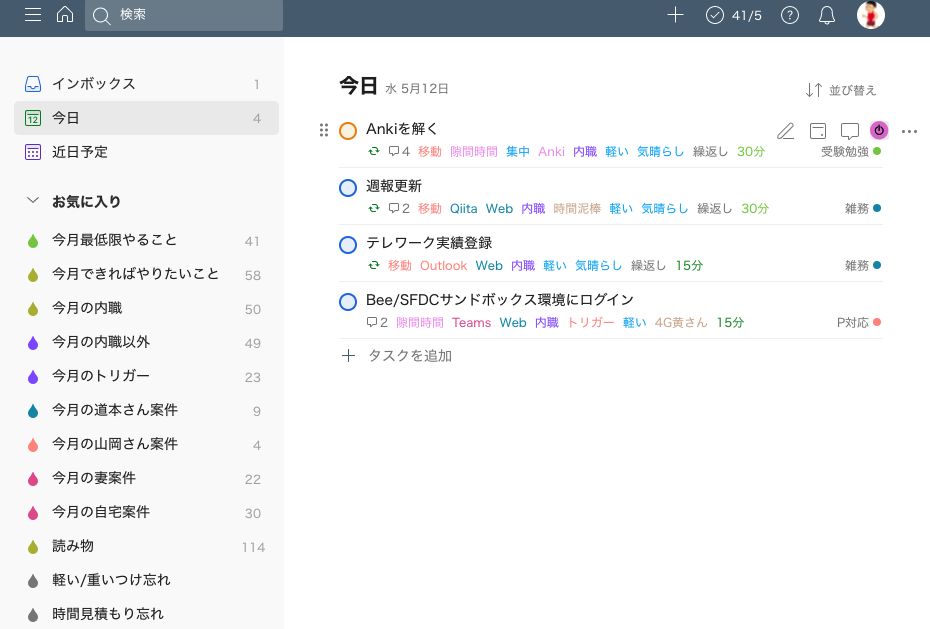 検索
41/5
インボックス 1
12 今日 4
近日予定
お気に入り
今月最低限やること 41
今月できればやりたいこと 58
今月の内職 50
今月の内職以外 49
今月のトリガー 23
今月の道本さん案件 9
今月の山岡さん案件 4
今月の妻案件 22
今月の自宅案件 30
読み物 114
軽い/重いつけ忘れ
時間見積もり忘れ
今日 水 5月12日
並び替え
Ankiを解く
4 移動 隙間時間 集中 Anki 内職 軽い 気晴らし 繰返し 30分 受験勉強
週報更新
2 移動 Qiita Web 内職 時間泥棒 軽い 気晴らし 繰返し 30分 雑務
テレワーク実績登録
移動 Outlook Web 内職 軽い 気晴らし 繰返し 15分 雑務
Bee/SFDCサンドボックス環境にログイン
2 隙間時間 Teams Web 内職 トリガー 軽い 4G黄さん 15分 P対応
タスクを追加